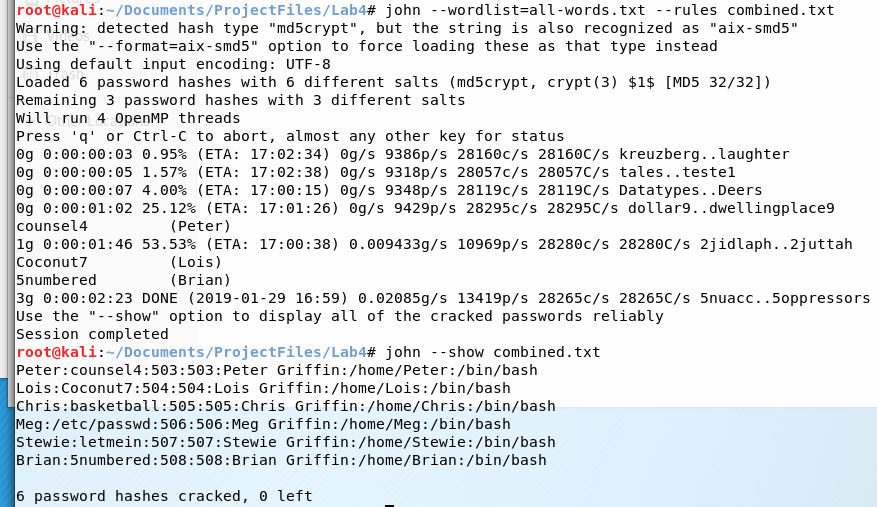 root@kali:~/Documents/ProjectFiles/Lab4# john --wordlist=all-words.txt --rules combined.txt
Warning: detected hash type "md5crypt", but the string is also recognized as "aix-smd5"
Use the "--format=aix-smd5" option to force loading these as that type instead
Using default input encoding: UTF-8
Loaded 6 password hashes with 6 different salts (md5crypt, crypt(3) $1$ [MD5 32/32])
Remaining 3 password hashes with 3 different salts
Will run 4 OpenMP threads
Press 'q' or Ctrl-C to abort, almost any other key for status
0g 0:00:00:03 0.95% (ETA: 17:02:34) 0g/s 9386p/s 28160c/s 28160C/s kreuzberg..laughter
0g 0:00:00:05 1.57% (ETA: 17:02:38) 0g/s 9318p/s 28057c/s 28057C/s tales..teste1
0g 0:00:00:07 4.00% (ETA: 17:00:15) 0g/s 9348p/s 28119c/s 28119C/s Datatypes..Deers
0g 0:00:01:02 25.12% (ETA: 17:01:26) 0g/s 9429p/s 28295c/s 28295C/s dollar9..dwellingplace9
counsel4         (Peter)
1g 0:00:01:46 53.53% (ETA: 17:00:38) 0.009433g/s 10969p/s 28280c/s 28280C/s 2jidlaph..2juttah
Coconut7         (Lois)
5numbered        (Brian)
3g 0:00:02:23 DONE (2019-01-29 16:59) 0.02085g/s 13419p/s 28265c/s 28265C/s 5nuacc..5oppressors
Use the "--show" option to display all of the cracked passwords reliably
Session completed
root@kali:~/Documents/ProjectFiles/Lab4# john --show combined.txt
Peter:counsel4:503:503:Peter Griffin:/home/Peter:/bin/bash
Lois:Coconut7:504:504:Lois Griffin:/home/Lois:/bin/bash
Chris:basketball:505:505:Chris Griffin:/home/Chris:/bin/bash
Meg:/etc/passwd:506:506:Meg Griffin:/home/Meg:/bin/bash
Stewie:letmein:507:507:Stewie Griffin:/home/Stewie:/bin/bash
Brian:5numbered:508:508:Brian Griffin:/home/Brian:/bin/bash
6 password hashes cracked, 0 left